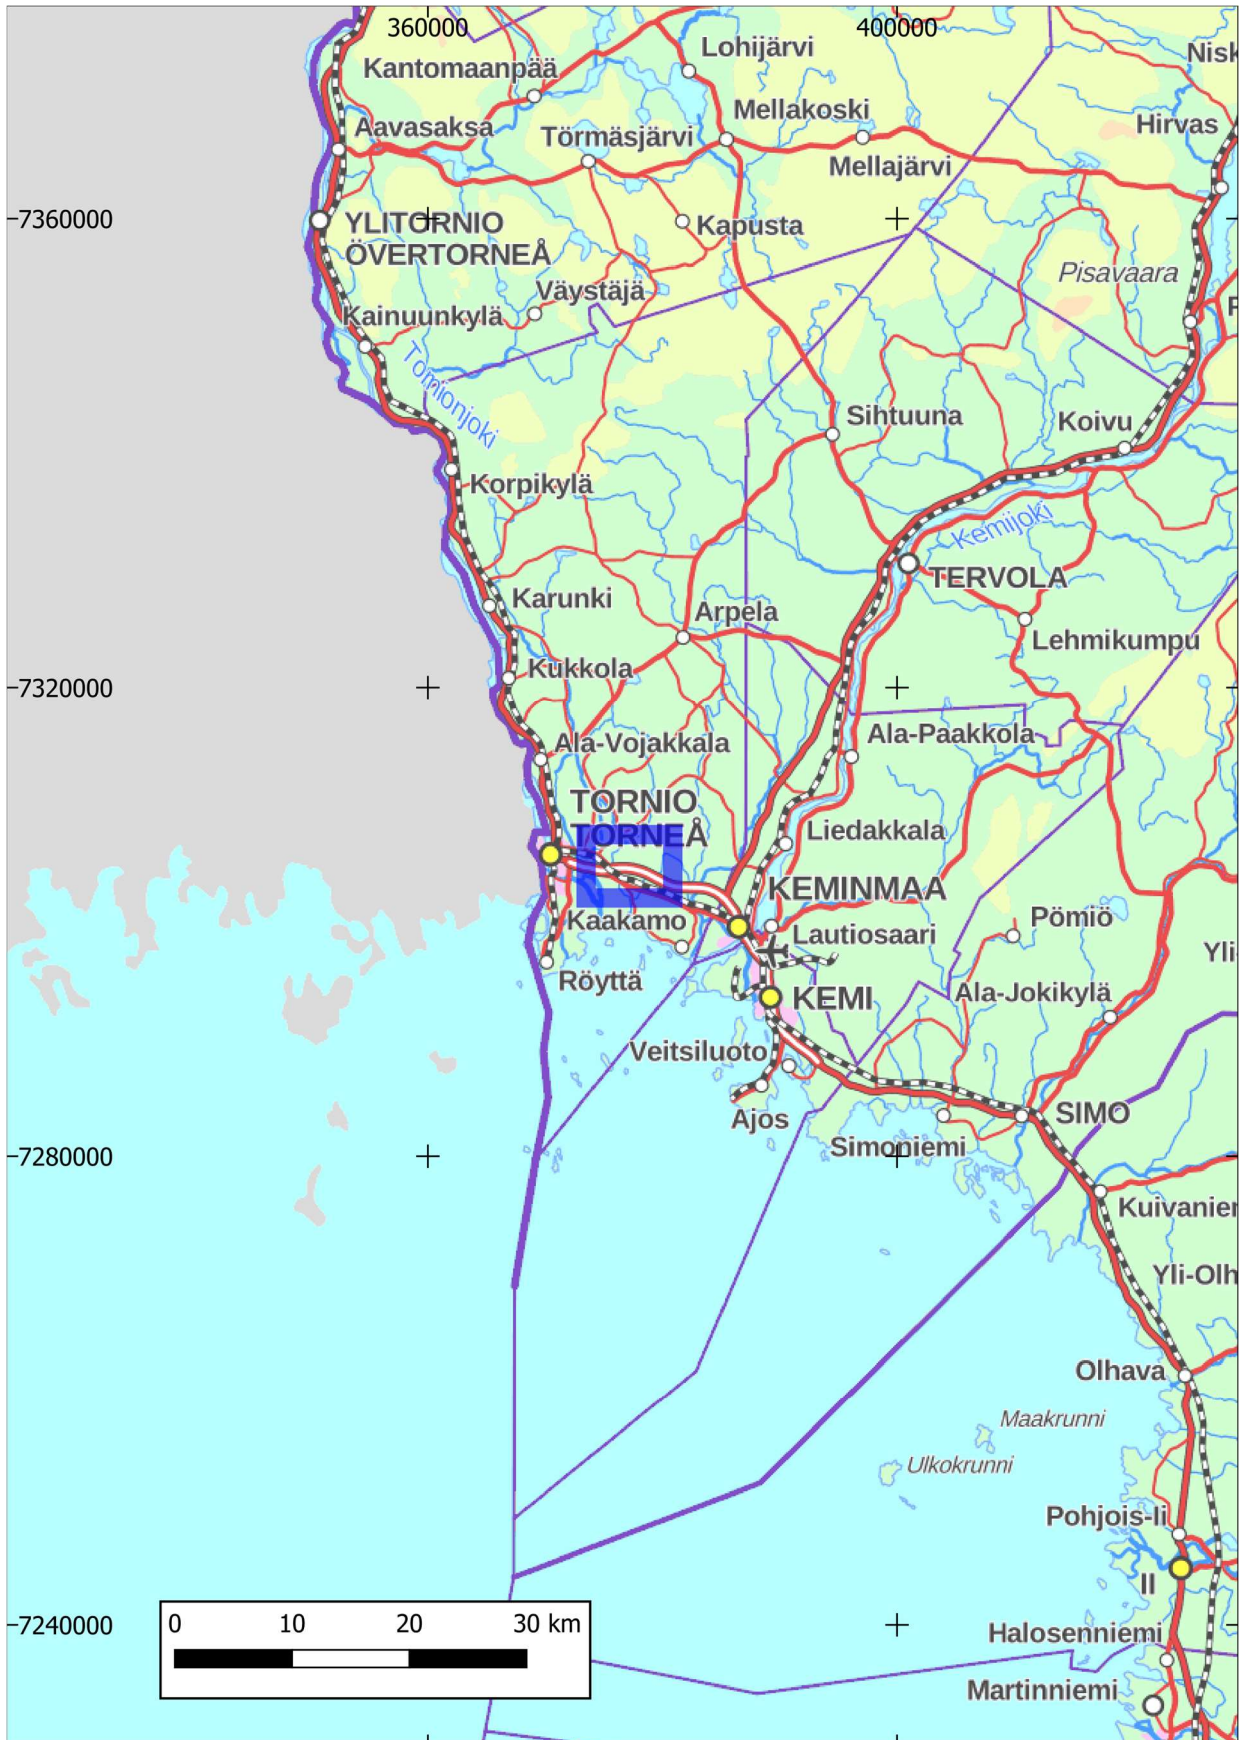 360000
400000
Lohijärvi
Nisk
Kantomaanpää
Mellakoski
Aavasaksa
Törmäsjärvi
Hirvas
Mellajärvi
-7360000
YLITORNIO
ÖVERTORNEÅ
Kapusta
Pisavaara
Väystäjä
Kainuunkylä
Tornionjoki
Sihtuuna
Koivu
Korpikylä
Kemijoki
TERVOLA
Karunki
Arpela
Lehmikumpu
Kukkola
-7320000
Ala-Vojakkala
Ala-Paakkola
TORNIO
TORNEÅ
Liedakkala
KEMINMAA
Kaakamo
Lautiosaari
Pömiö
Yli-
Röyttä
KEMI
Ala-Jokikylä
Veitsiluoto
Ajos
SIMO
Simoniemi
-7280000
Kuivanier
Yli-Olh
Olhava
Maakrunni
Ulkokrunni
Pohjois-Ii
II
0 10 20 30 km
-7240000
Halosenniemi
Martinniemi